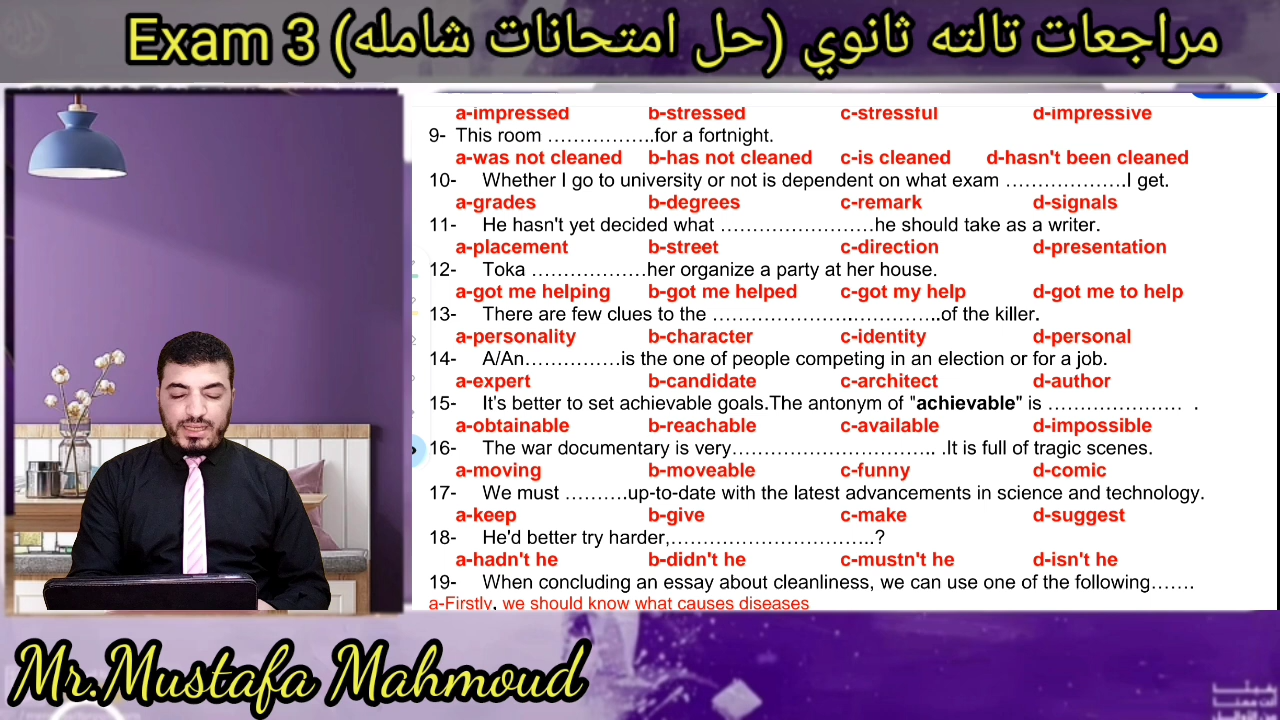 مراجعات تالته ثانوي (حل امتحانات شامله) Exam 3
a-impressed b-stressed c-stressful d-impressive
9- This room ……………..for a fortnight.
a-was not cleaned b-has not cleaned c-is cleaned d-hasn't been cleaned
10- Whether I go to university or not is dependent on what exam ……………….I get.
a-grades b-degrees c-remark d-signals
11- He hasn't yet decided what ……………………he should take as a writer.
a-placement b-street c-direction d-presentation
12- Toka ………………her organize a party at her house.
a-got me helping b-got me helped c-got my help d-got me to help
13- There are few clues to the ………………….…………..of the killer.
a-personality b-character c-identity d-personal
14- A/An……………is the one of people competing in an election or for a job.
a-expert b-candidate c-architect d-author
15- It's better to set achievable goals.The antonym of "achievable" is ………………… .
a-obtainable b-reachable c-available d-impossible
16- The war documentary is very………………………….. .It is full of tragic scenes.
a-moving b-moveable c-funny d-comic
17- We must ……….up-to-date with the latest advancements in science and technology.
a-keep b-give c-make d-suggest
18- He'd better try harder,…………………………..?
a-hadn't he b-didn't he c-mustn't he d-isn't he
19- When concluding an essay about cleanliness, we can use one of the following…….
a-Firstly, we should know what causes diseases
Mr.Mustafa Mahmoud